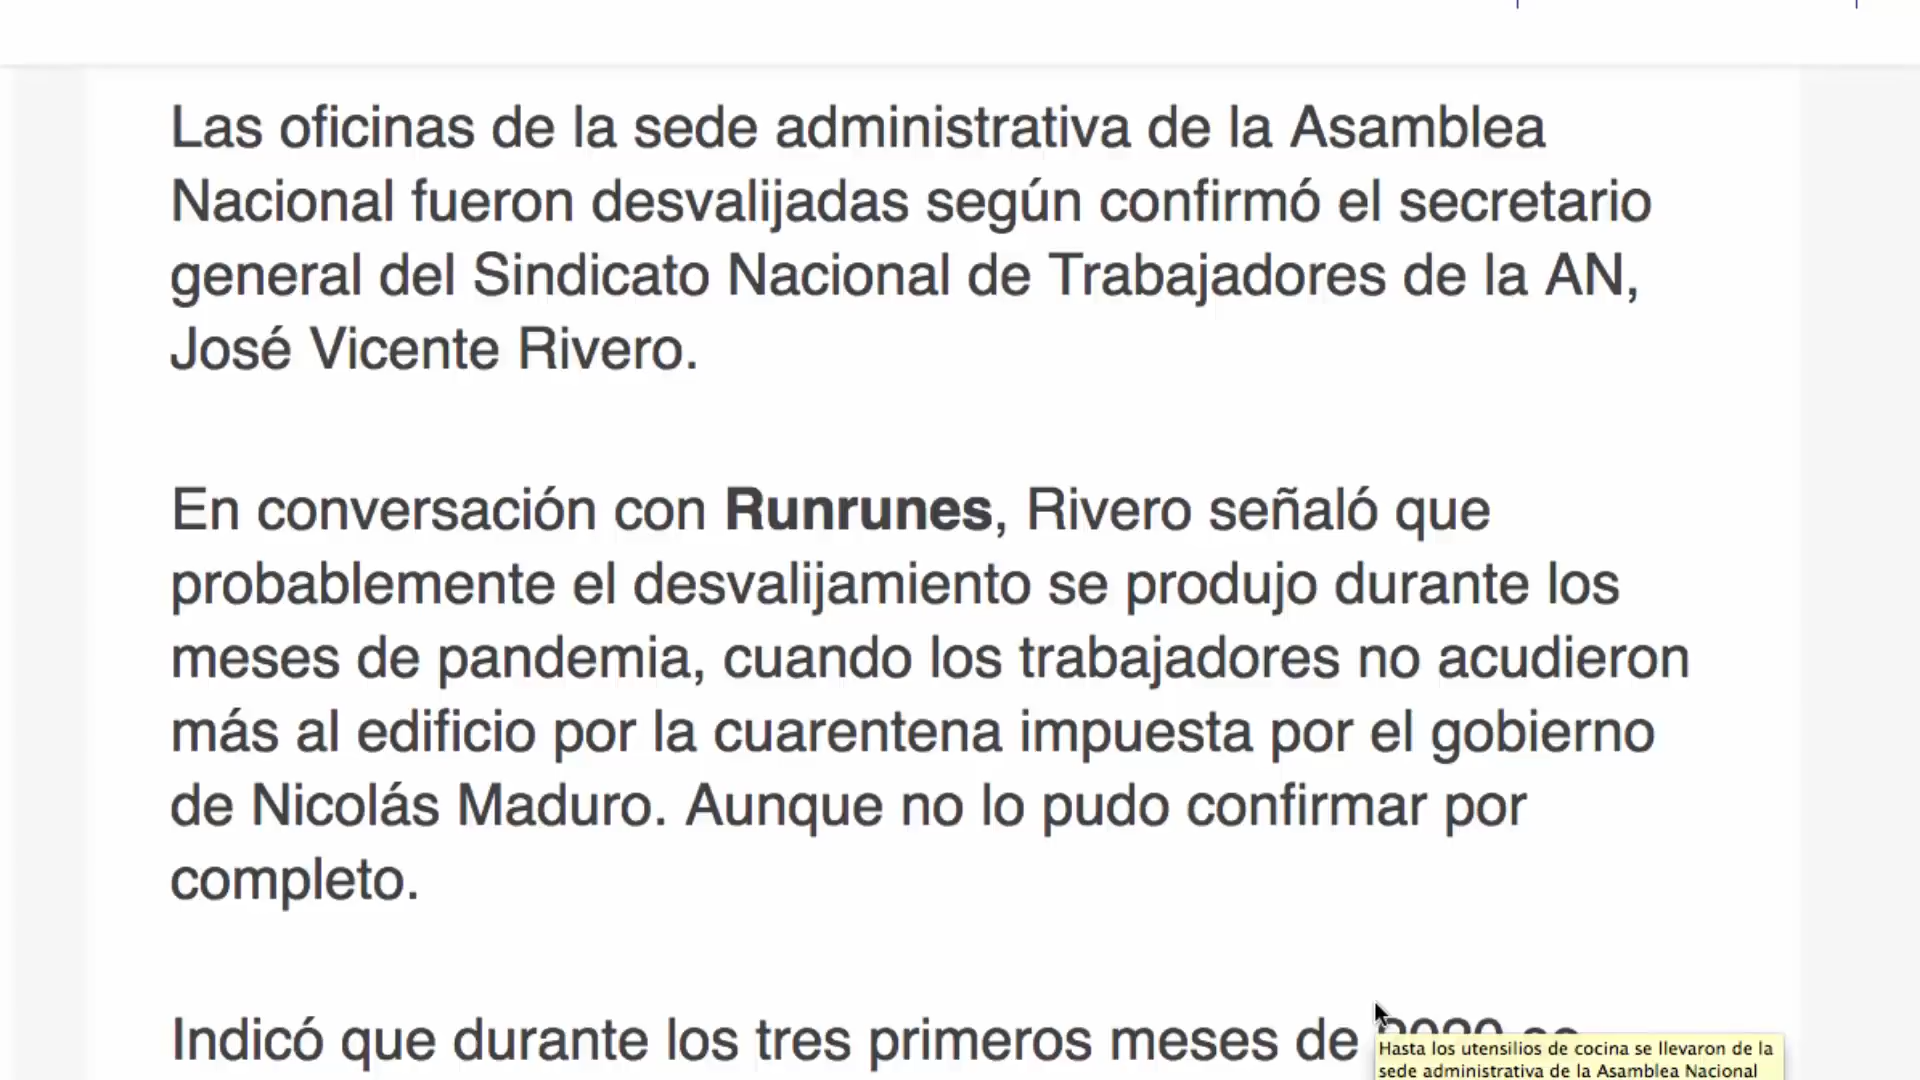 Las oficinas de la sede administrativa de la Asamblea
Nacional fueron desvalijadas según confirmó el secretario
general del Sindicato Nacional de Trabajadores de la AN,
José Vicente Rivero.
En conversación con Runrunes, Rivero señaló que
probablemente el desvalijamiento se produjo durante los
meses de pandemia, cuando los trabajadores no acudieron
más al edificio por la cuarentena impuesta por el gobierno
de Nicolás Maduro. Aunque no lo pudo confirmar por
completo.
Indicó que durante los tres primeros meses de 2020 se
Hasta los utensilios de cocina se llevaron de la
sede administrativa de la Asamblea Nacional